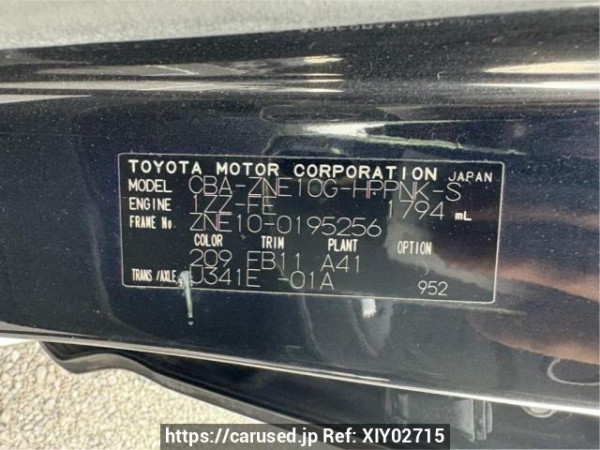 TOYOTA MOTOR CORPORATION JAPAN
MODEL CBA-ZNE10G-HPPNK-S
ENGINE 1ZZ-FE 1794 mL
FRAME No. ZNE10-0195256
COLOR TRIM PLANT OPTION
209 FB11 A41
TRANS/AXLE U341E -01A 952
https://carused.jp Ref: XIY02715